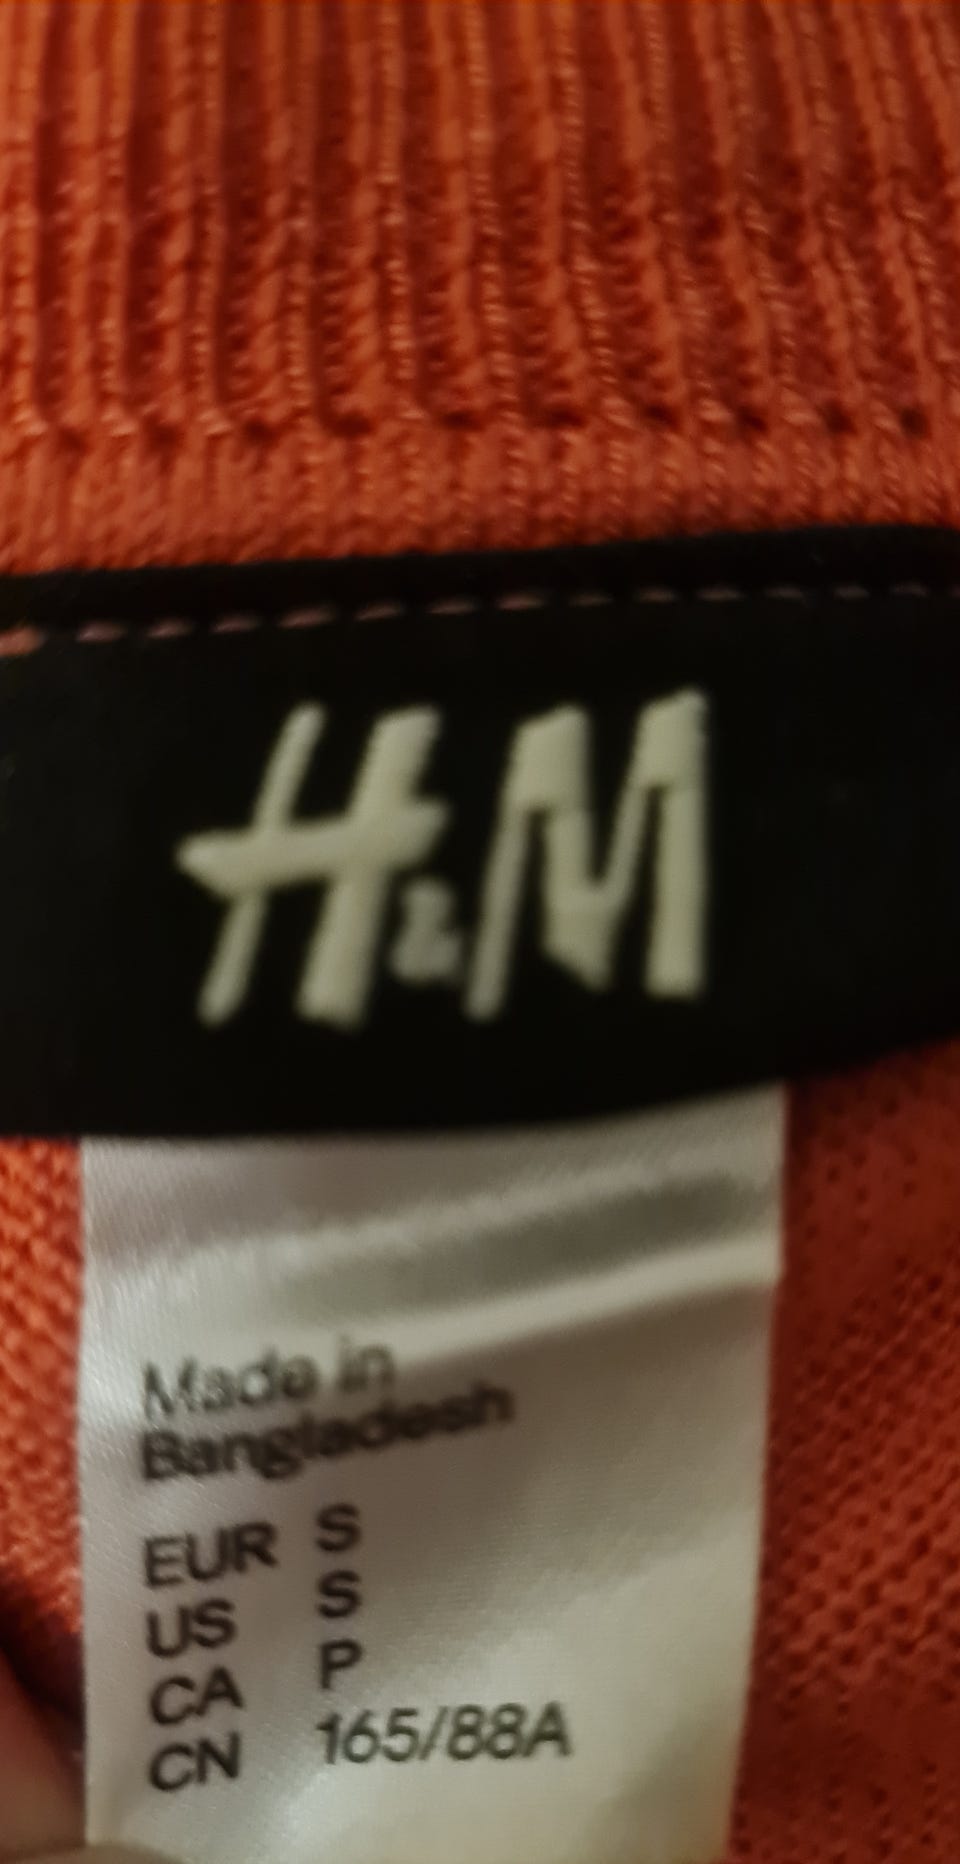 H&M
Made in
Bangladesh
EUR S
US S
CA P
CN 165/88A